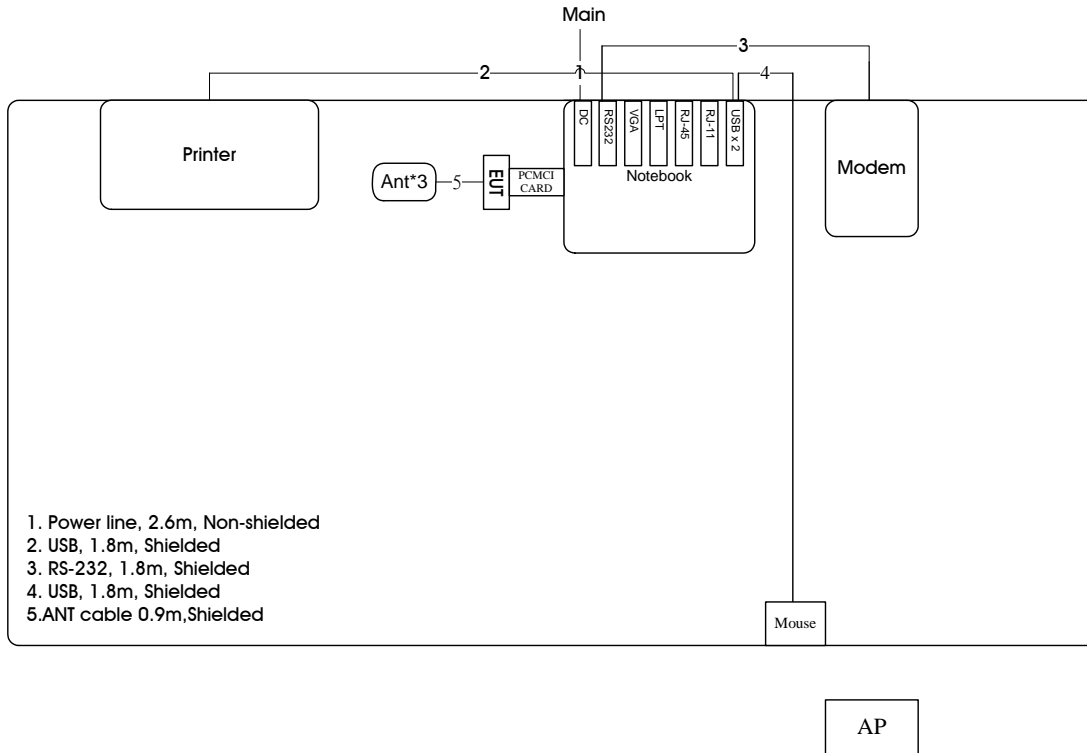 Main
3
2
1
4
DC
RS232
VGA
LPT
RJ-45
RJ-11
USB x 2
Printer
Notebook
Modem
Ant*3
5
EUT
PCMCI
CARD
1. Power line, 2.6m, Non-shielded
2. USB, 1.8m, Shielded
3. RS-232, 1.8m, Shielded
4. USB, 1.8m, Shielded
5.ANT cable 0.9m,Shielded
Mouse
AP